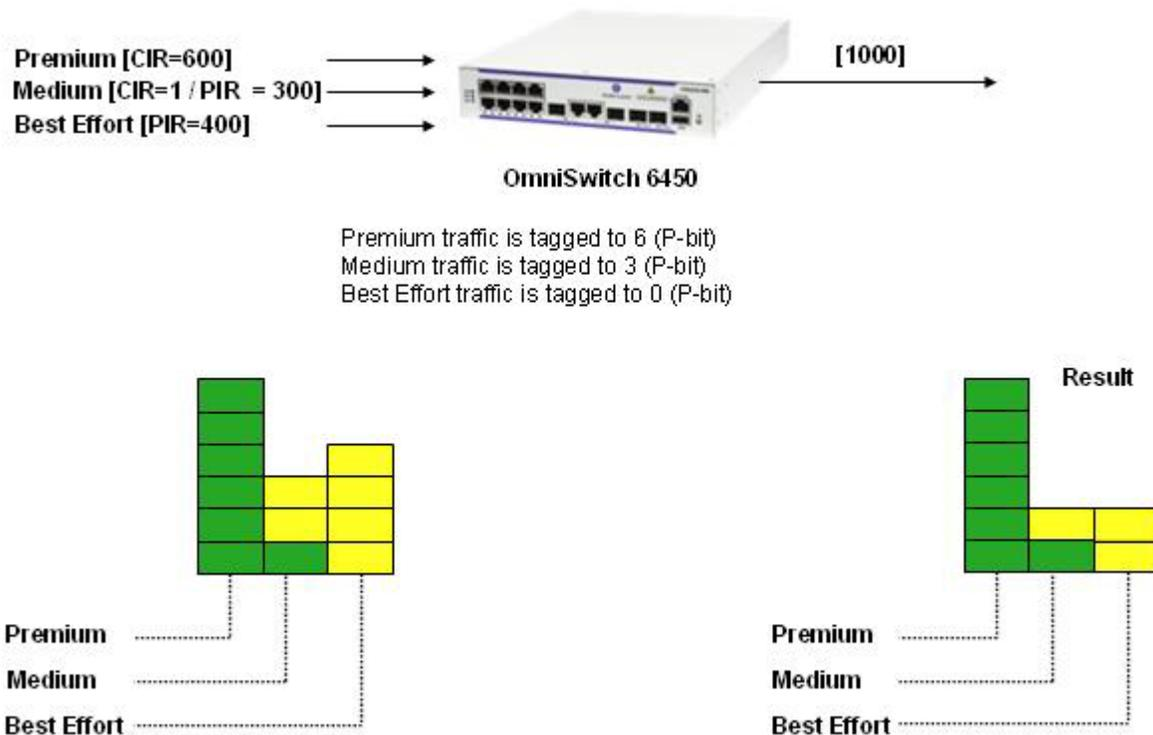 Premium [CIR=600]
Medium [CIR=1 / PIR = 300]
Best Effort [PIR=400]
[1000]
OmniSwitch 6450
Premium traffic is tagged to 6 (P-bit)
Medium traffic is tagged to 3 (P-bit)
Best Effort traffic is tagged to 0 (P-bit)
Result
Premium
Medium
Best Effort
Premium
Medium
Best Effort